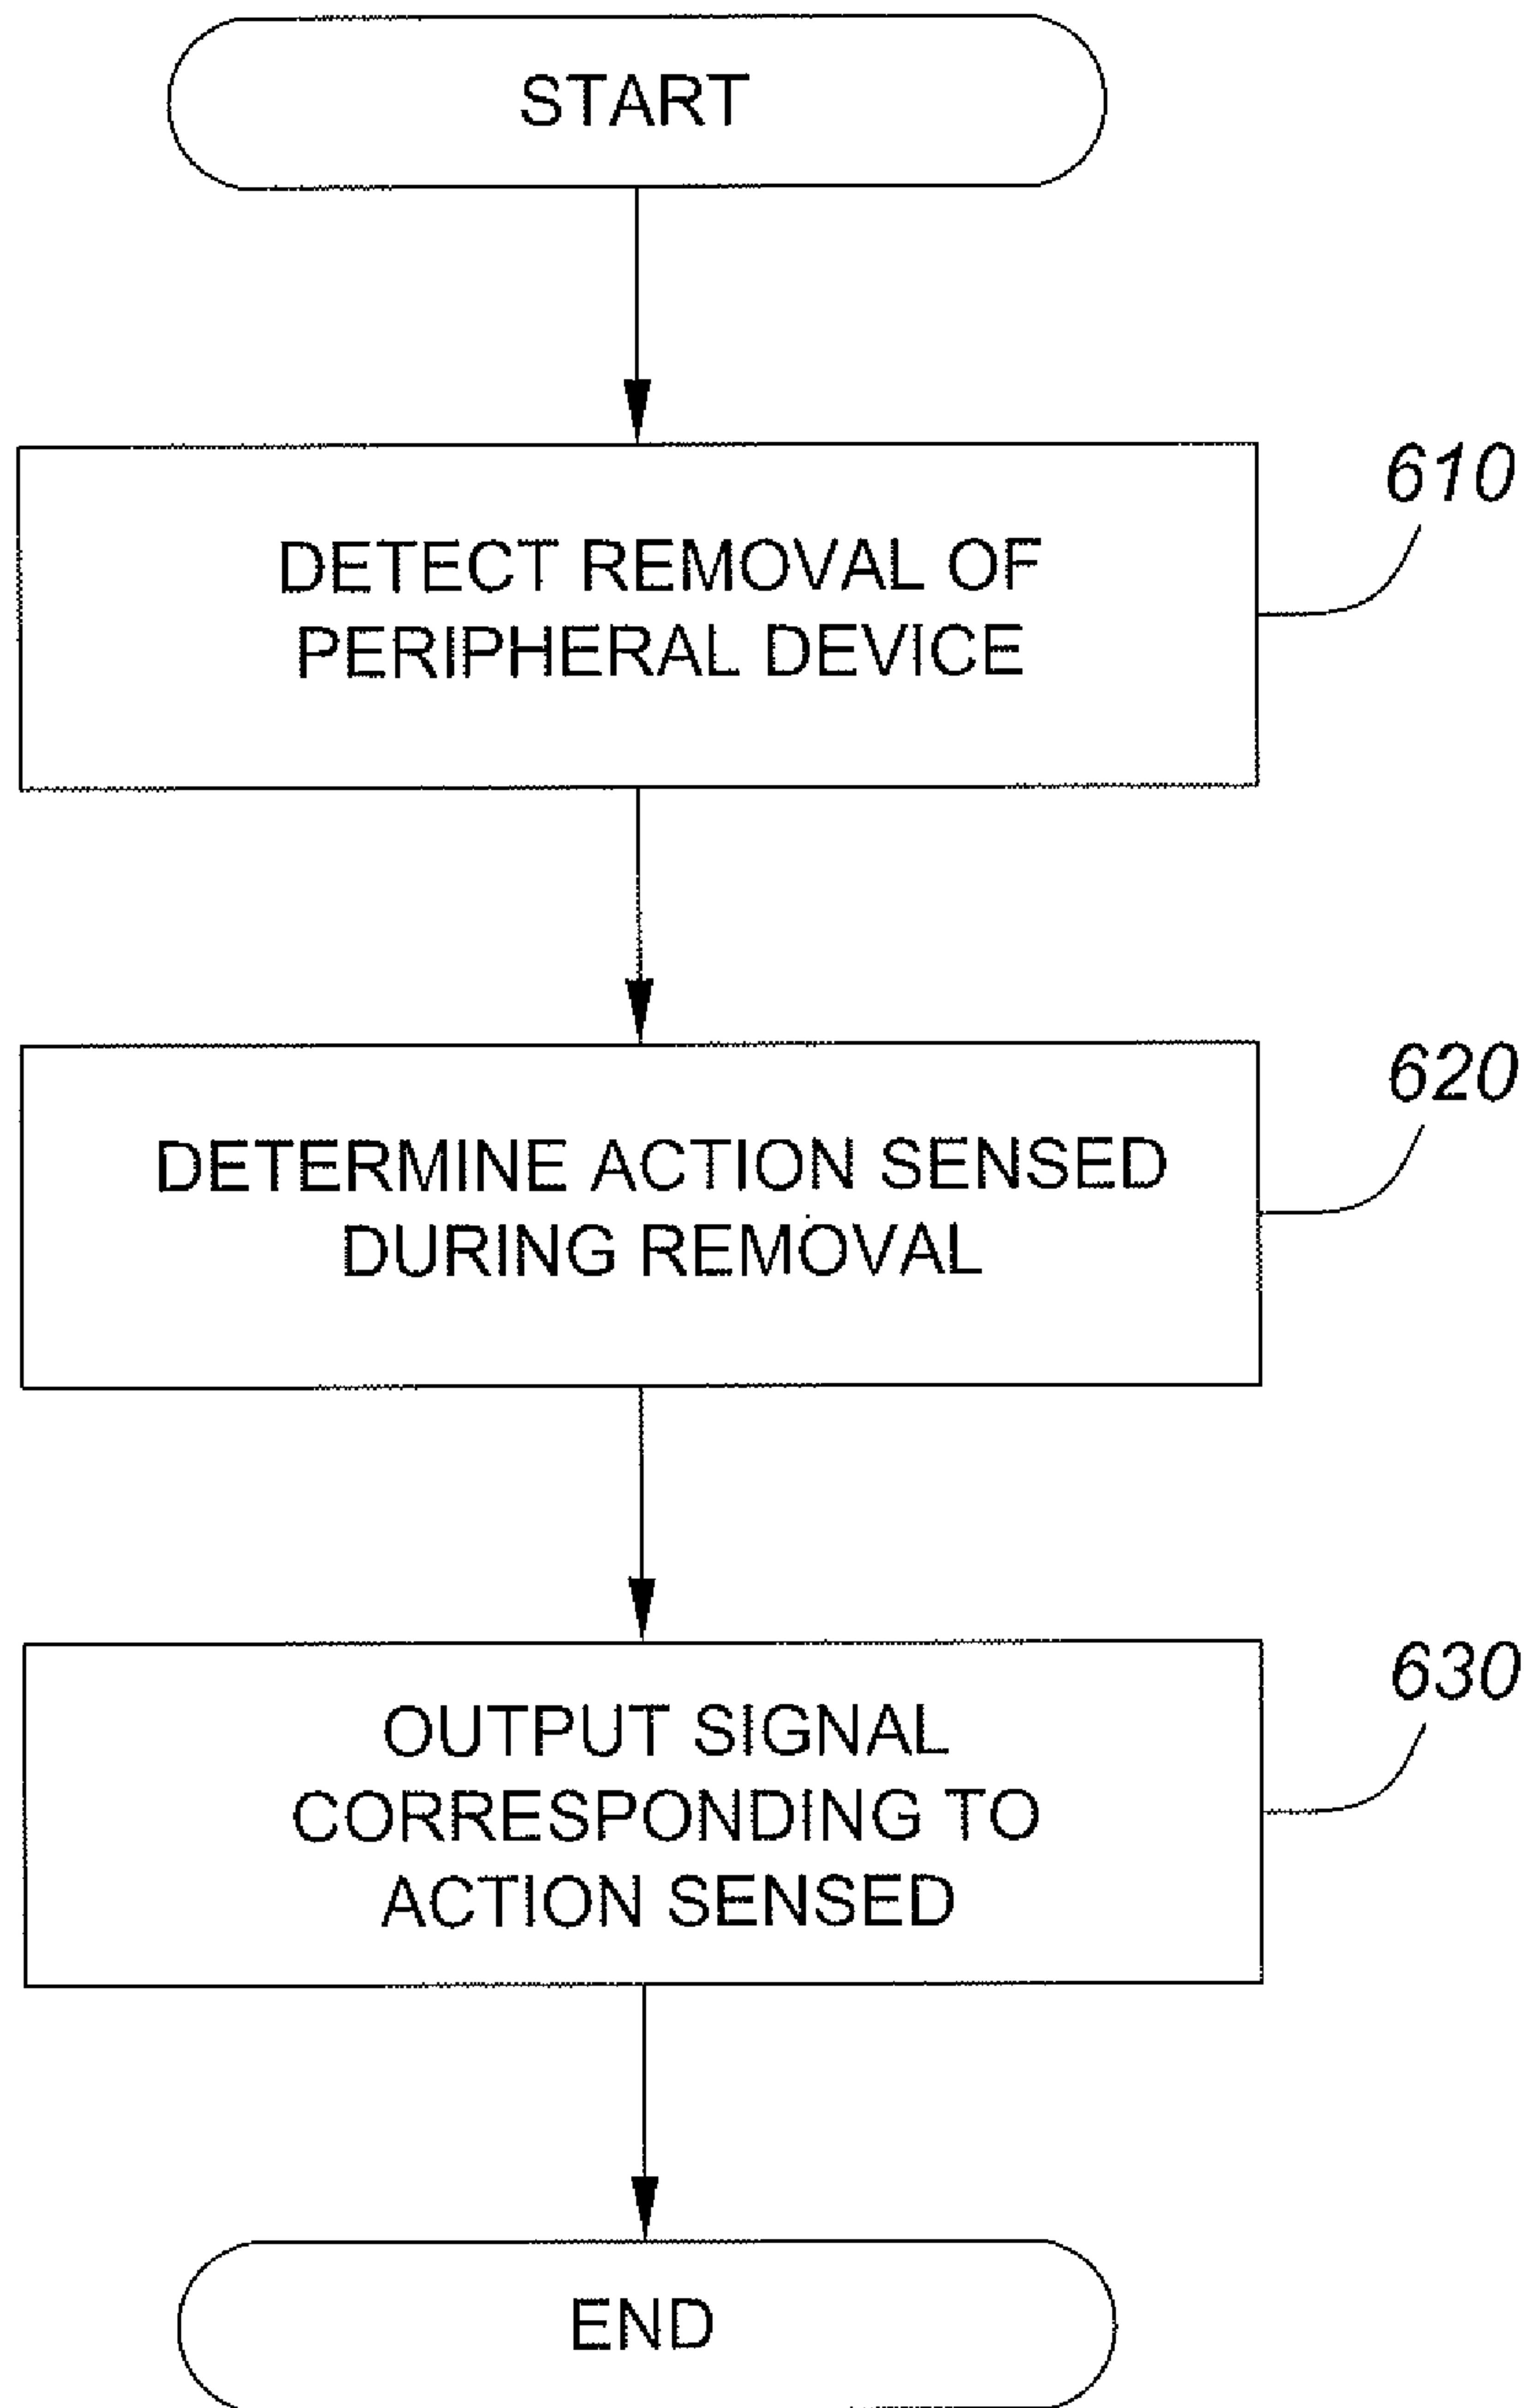 START
610
DETECT REMOVAL OF
PERIPHERAL DEVICE
620
DETERMINE ACTION SENSED
DURING REMOVAL
630
OUTPUT SIGNAL
CORRESPONDING TO
ACTION SENSED
END